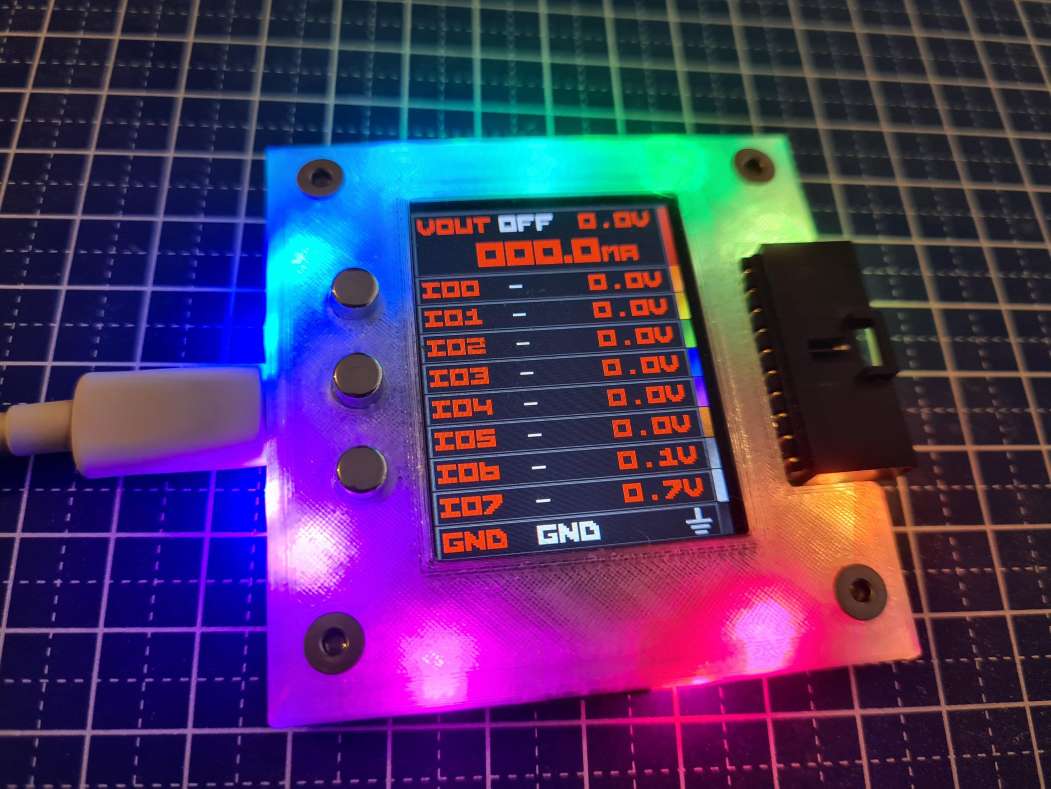 VOUT OFF 0.0V
000.0MA
IO0 - 0.0V
IO1 - 0.0V
IO2 - 0.0V
IO3 - 0.0V
IO4 - 0.0V
IO5 - 0.0V
IO6 - 0.1V
IO7 - 0.7V
GND GND